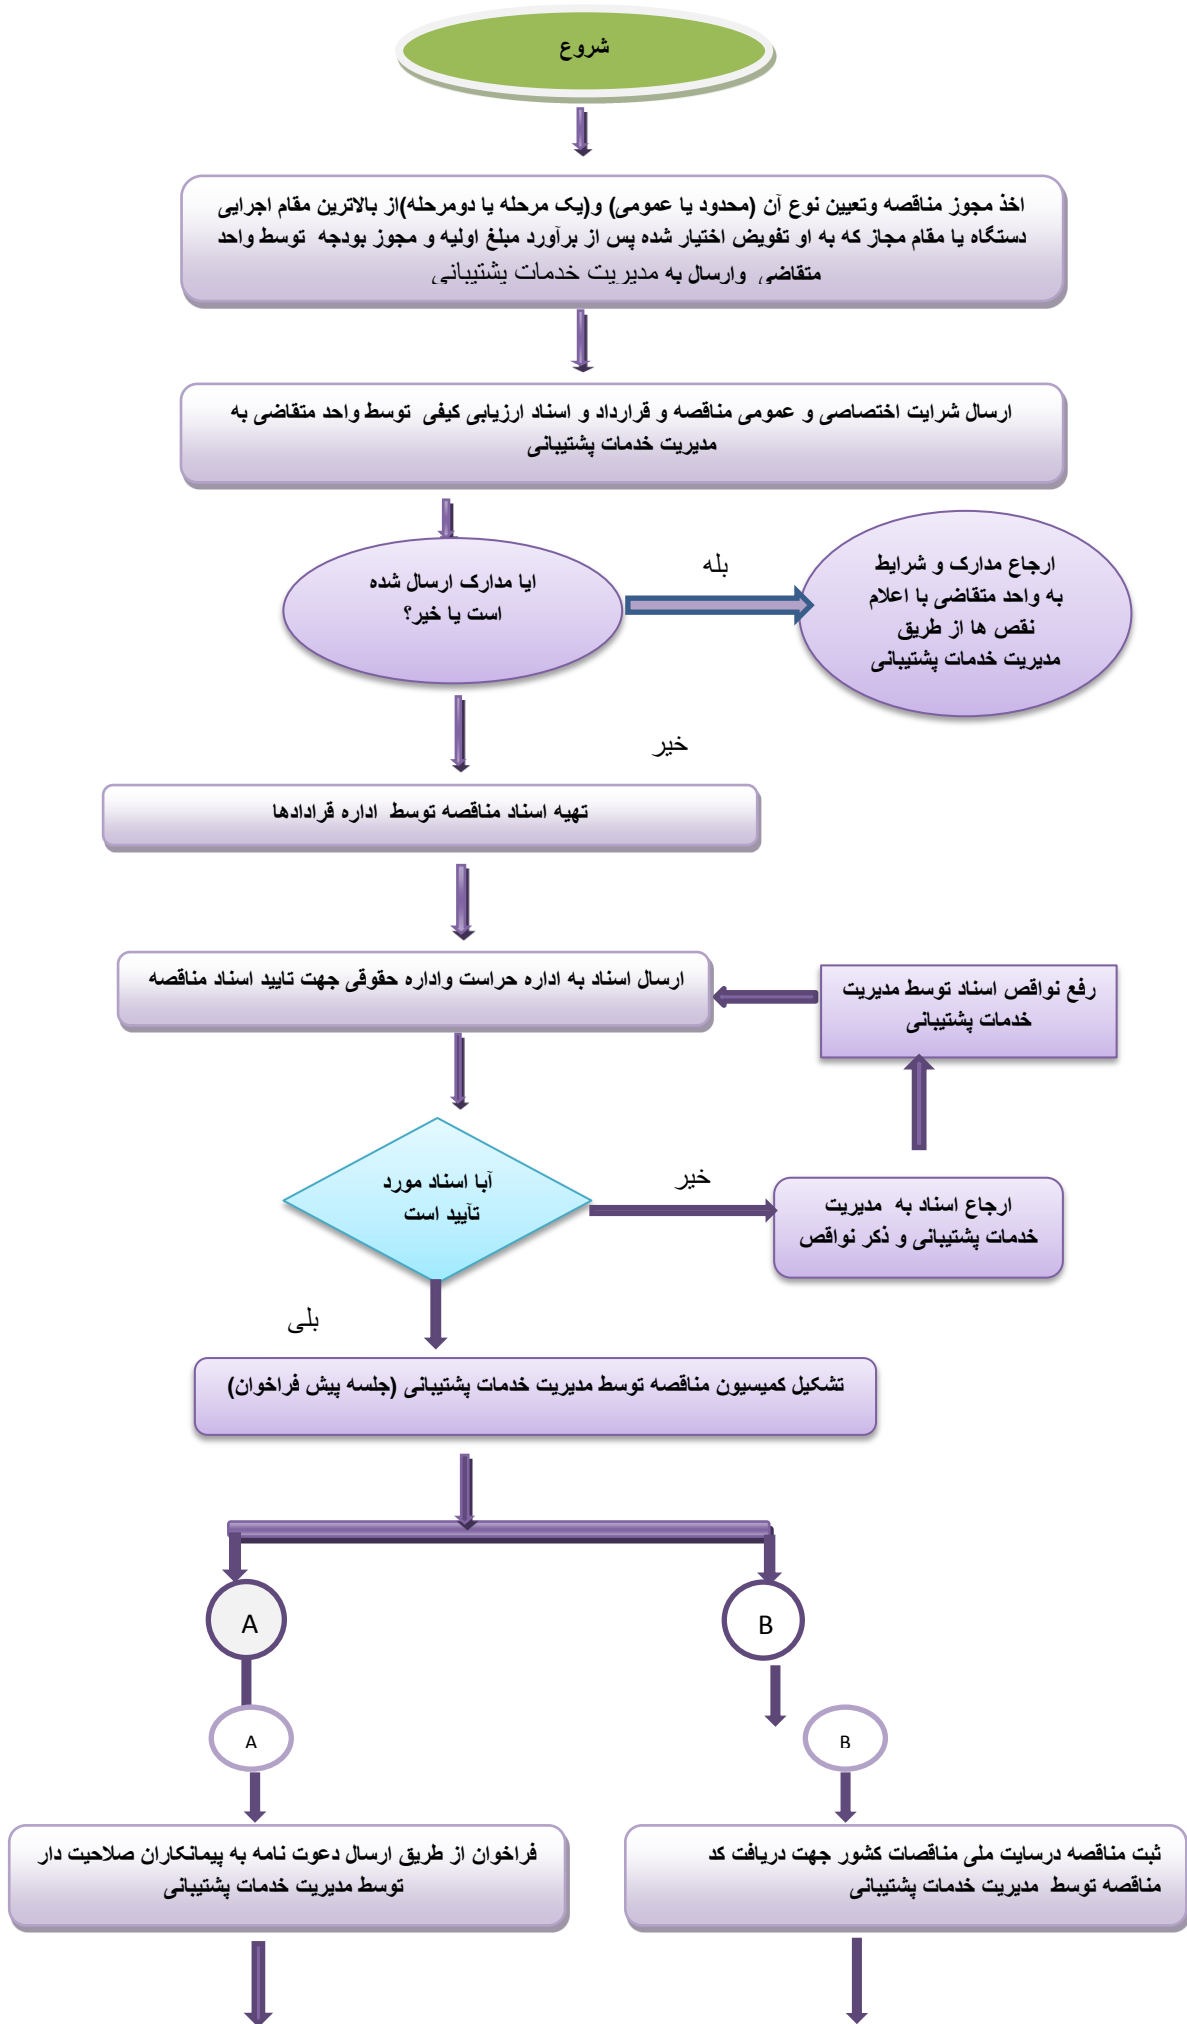 شروع
اخذ مجوز مناقصه وتعیین نوع آن (محدود یا عمومی) و(یک مرحله یا دومرحله)از بالاترین مقام اجرایی
دستگاه یا مقام مجاز که به او تفویض اختیار شده پس از برآورد مبلغ اولیه و مجوز بودجه توسط واحد
متقاضی وارسال به مدیریت خدمات پشتیبانی
ارسال شرایت اختصاصی و عمومی مناقصه و قرارداد و اسناد ارزیابی کیفی توسط واحد متقاضی به
مدیریت خدمات پشتیبانی
ایا مدارک ارسال شده
است یا خیر؟
بله
ارجاع مدارک و شرایط
به واحد متقاضی با اعلام
نقص ها از طریق
مدیریت خدمات پشتیبانی
خیر
تهیه اسناد مناقصه توسط اداره قرادادها
ارسال اسناد به اداره حراست واداره حقوقی جهت تایید اسناد مناقصه
رفع نواقص اسناد توسط مدیریت
خدمات پشتیبانی
آیا اسناد مورد
تآیید است
خیر
ارجاع اسناد به مدیریت
خدمات پشتیبانی و ذکر نواقص
بلی
تشکیل کمیسیون مناقصه توسط مدیریت خدمات پشتیبانی (جلسه پیش فراخوان)
A
B
A
B
فراخوان از طریق ارسال دعوت نامه به پیمانکاران صلاحیت دار
توسط مدیریت خدمات پشتیبانی
ثبت مناقصه درسایت ملی مناقصات کشور جهت دریافت کد
مناقصه توسط مدیریت خدمات پشتیبانی